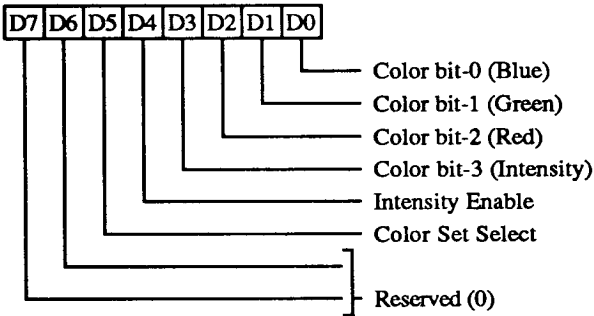 D7 D6 D5 D4 D3 D2 D1 D0
Color bit-0 (Blue)
Color bit-1 (Green)
Color bit-2 (Red)
Color bit-3 (Intensity)
Intensity Enable
Color Set Select
Reserved (0)